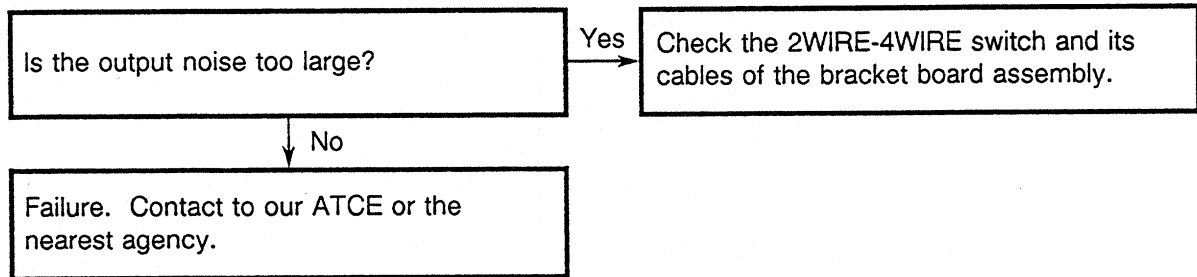 Is the output noise too large?
Yes
Check the 2WIRE-4WIRE switch and its
cables of the bracket board assembly.
No
Failure. Contact to our ATCE or the
nearest agency.